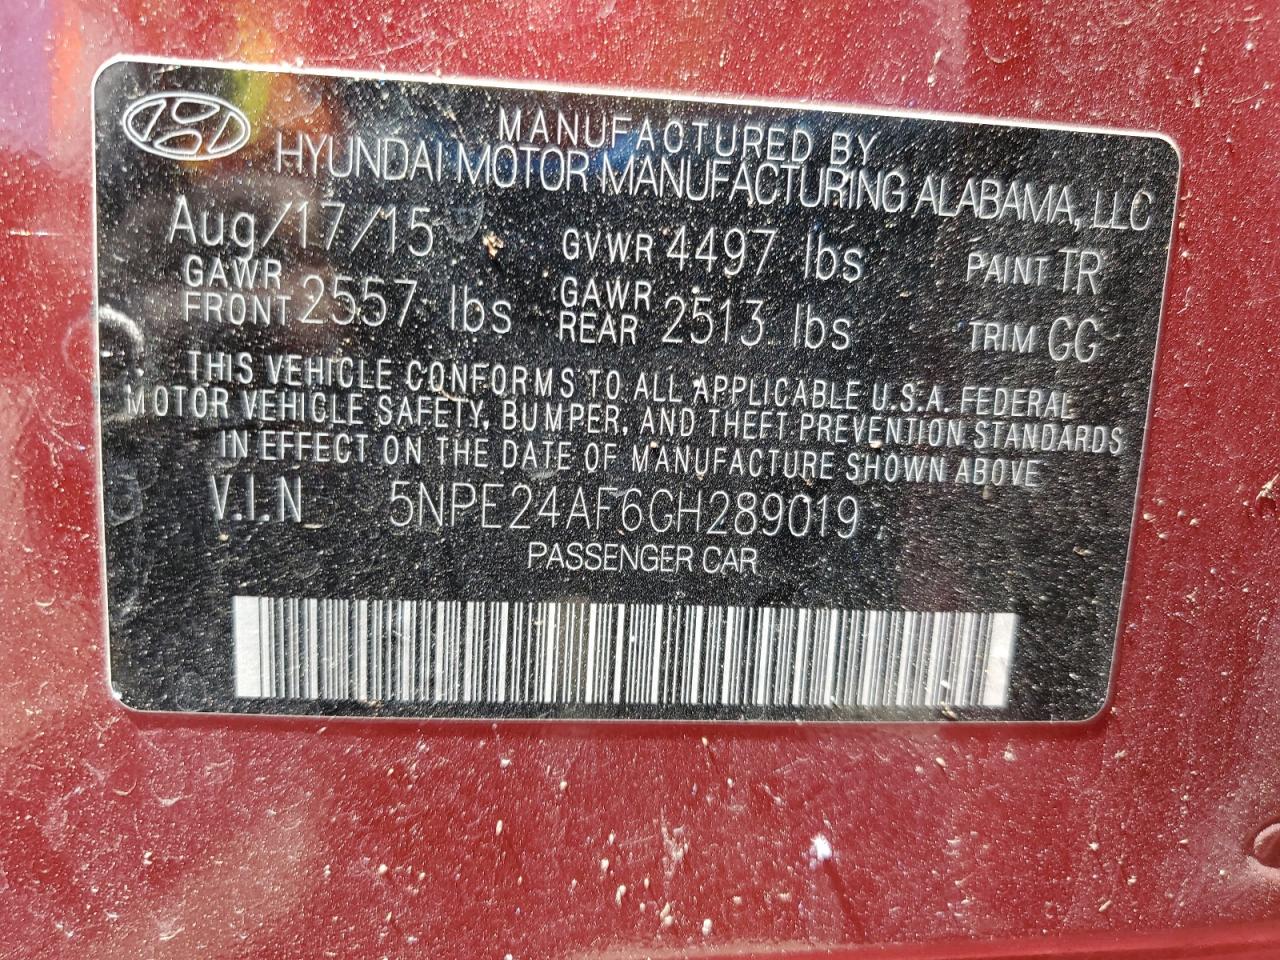 MANUFACTURED BY
HYUNDAI MOTOR MANUFACTURING ALABAMA, LLC
Aug/17/15 GVWR 4497 lbs PAINT TR
GAWR FRONT 2557 lbs GAWR REAR 2513 lbs TRIM GG
THIS VEHICLE CONFORMS TO ALL APPLICABLE U.S.A. FEDERAL
MOTOR VEHICLE SAFETY, BUMPER, AND THEFT PREVENTION STANDARDS
IN EFFECT ON THE DATE OF MANUFACTURE SHOWN ABOVE
V.I.N 5NPE24AF6GH289019
PASSENGER CAR